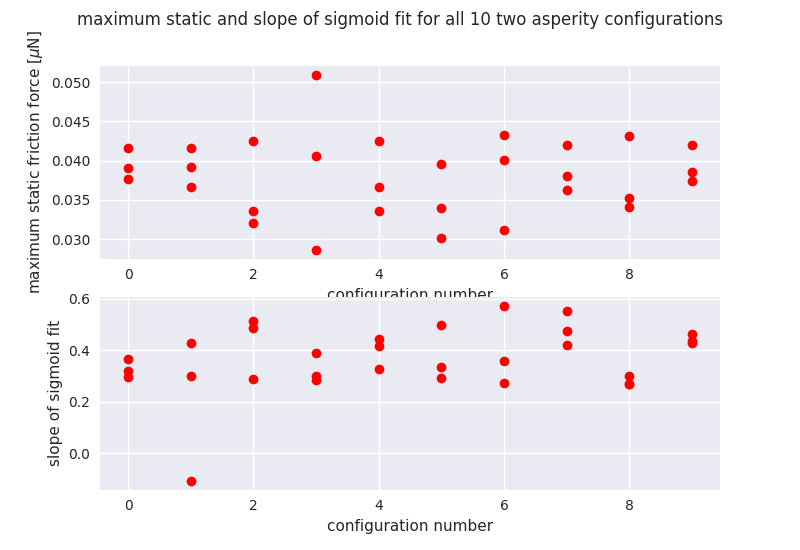 maximum static and slope of sigmoid fit for all 10 two asperity configurations
maximum static friction force [μN]
0.050
0.045
0.040
0.035
0.030
0 2 4 6 8
configuration number
slope of sigmoid fit
0.6
0.4
0.2
0.0
0 2 4 6 8
configuration number